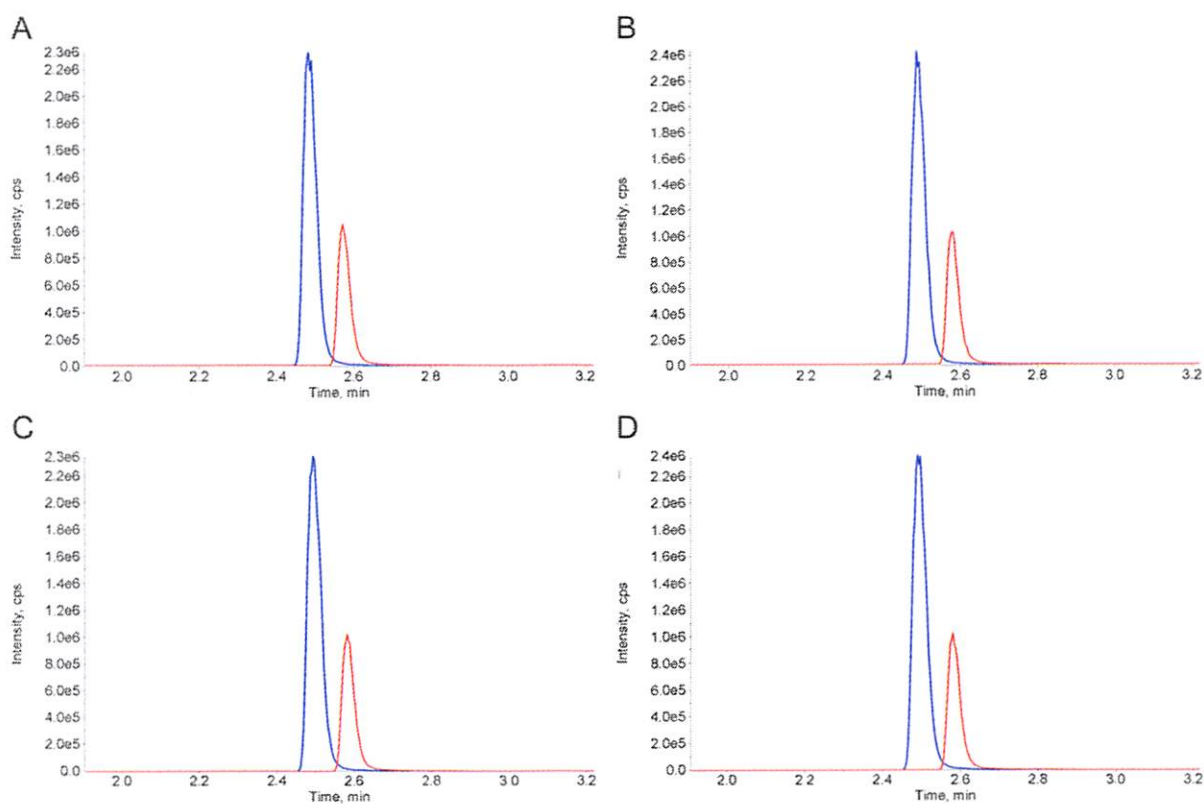 A
2.3e6
2.2e6
2.0e6
1.8e6
1.6e6
1.4e6
1.2e6
1.0e6
8.0e5
6.0e5
4.0e5
2.0e5
0.0
Intensity, cps
2.0 2.2 2.4 2.6 2.8 3.0 3.2
Time, min
B
2.4e6
2.2e6
2.0e6
1.8e6
1.6e6
1.4e6
1.2e6
1.0e6
8.0e5
6.0e5
4.0e5
2.0e5
0.0
Intensity, cps
2.0 2.2 2.4 2.6 2.8 3.0 3.2
Time, min
C
2.3e6
2.2e6
2.0e6
1.8e6
1.6e6
1.4e6
1.2e6
1.0e6
8.0e5
6.0e5
4.0e5
2.0e5
0.0
Intensity, cps
2.0 2.2 2.4 2.6 2.8 3.0 3.2
Time, min
D
2.4e6
2.2e6
2.0e6
1.8e6
1.6e6
1.4e6
1.2e6
1.0e6
8.0e5
6.0e5
4.0e5
2.0e5
0.0
Intensity, cps
2.0 2.2 2.4 2.6 2.8 3.0 3.2
Time, min